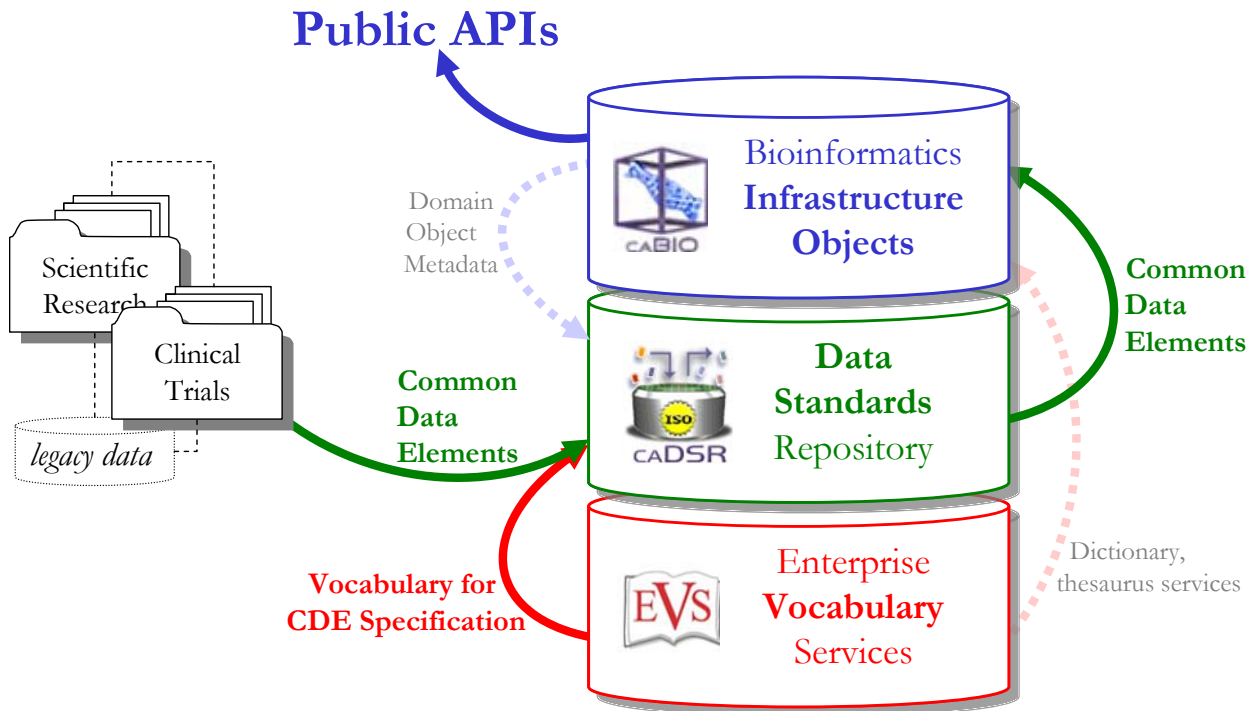 Public APIs
Bioinformatics
Infrastructure
Objects
caBIO
Domain
Object
Metadata
Scientific
Research
Clinical
Trials
legacy data
Common
Data
Elements
Common
Data
Elements
Data
Standards
Repository
ISO
caDSR
Vocabulary for
CDE Specification
EVS
Enterprise
Vocabulary
Services
Dictionary,
thesaurus services